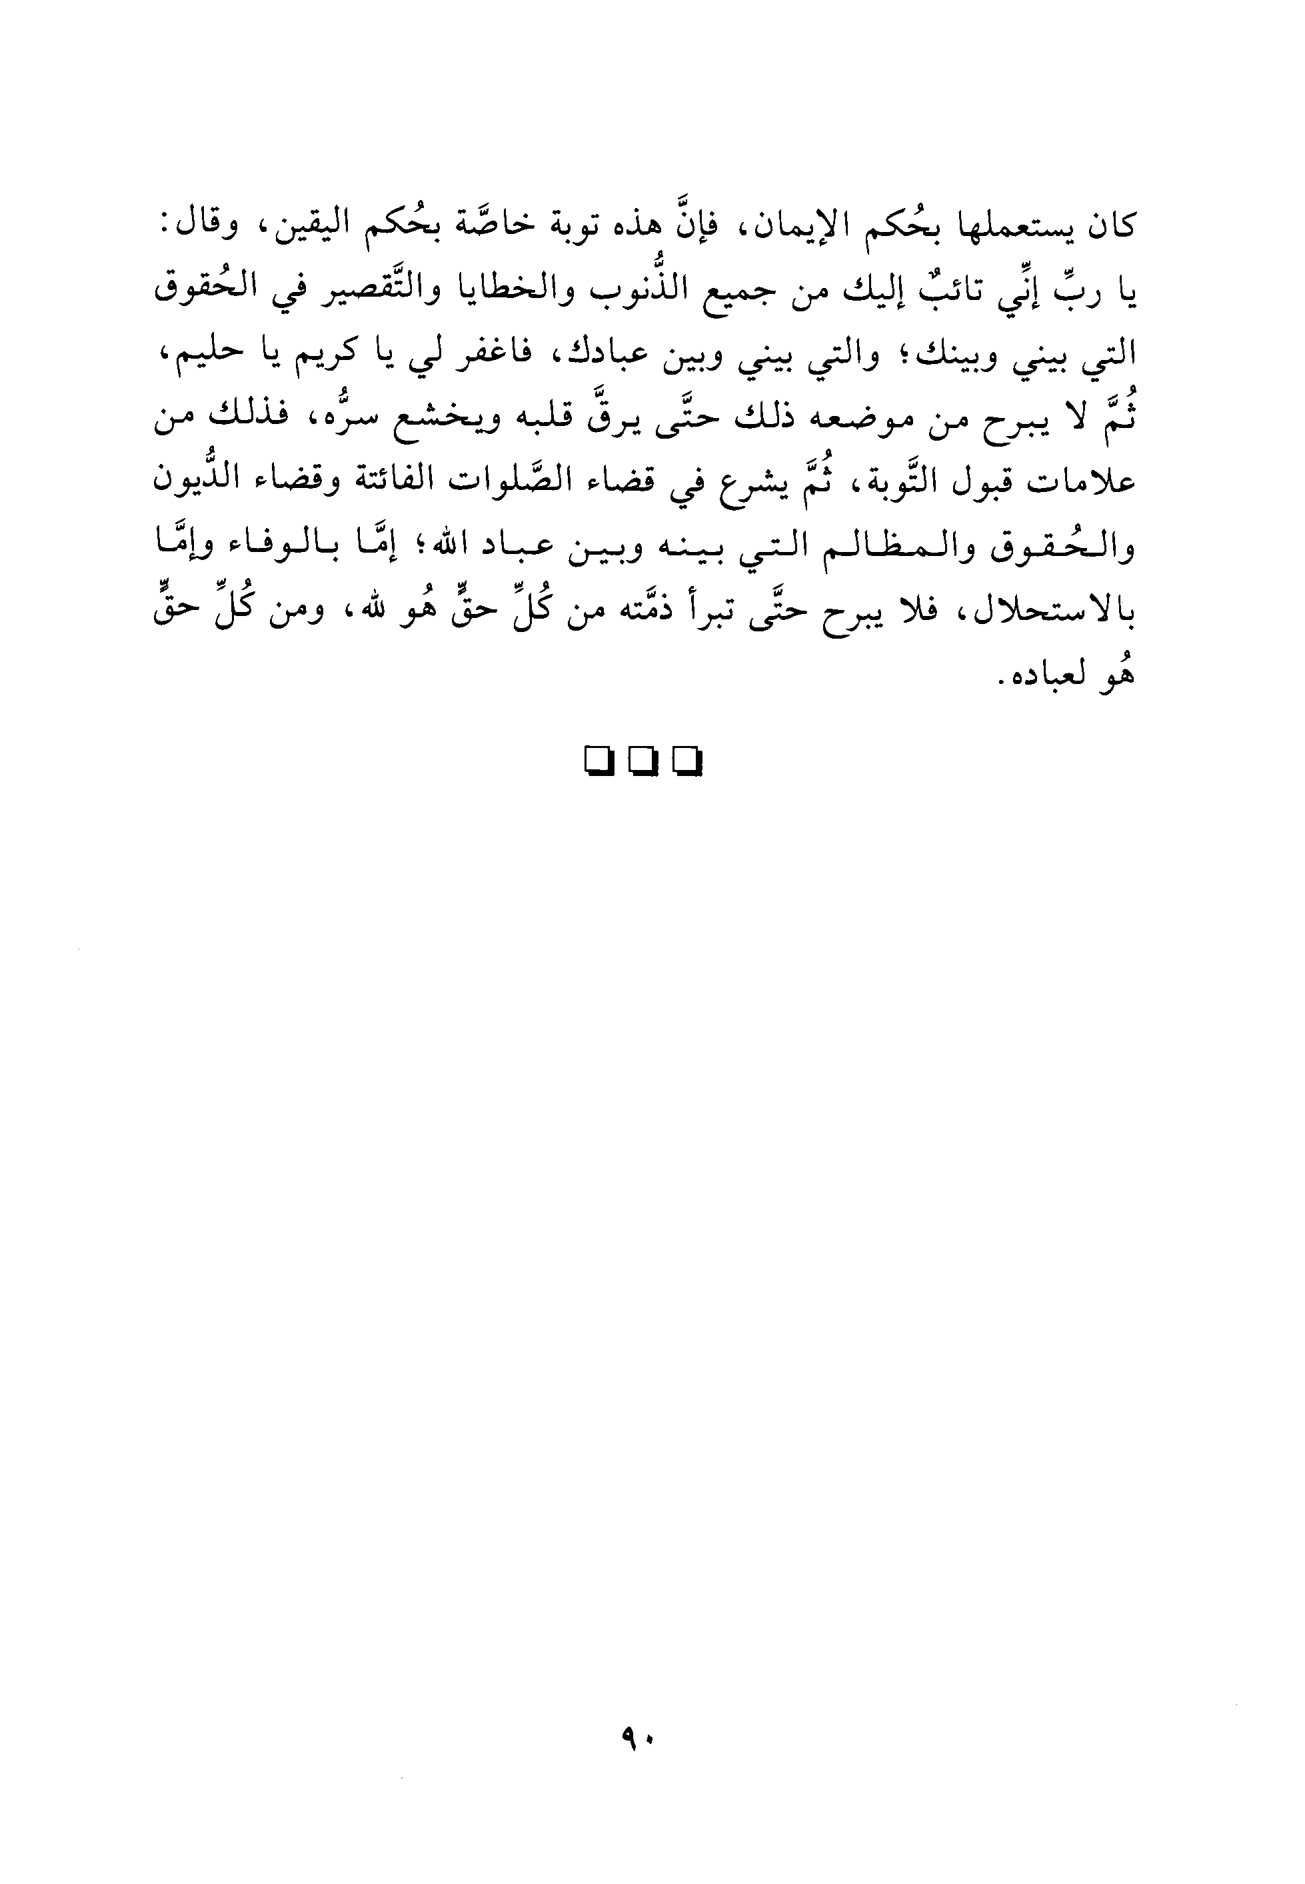 كان يستعملها بحُكم الإيمان، فإنَّ هذه توبة خاصَّة بحُكم اليقين، وقال:
يا ربِّ إنِّي تائبٌ إليك من جميع الذُّنوب والخطايا والتَّقصير في الحُقوق
التي بيني وبينك؛ والتي بيني وبين عبادك، فاغفر لي يا كريم يا حليم،
ثُمَّ لا يبرح من موضعه ذلك حتَّى يرقَّ قلبه ويخشع سرُّه، فذلك من
علامات قبول التَّوبة، ثُمَّ يشرع في قضاء الصَّلوات الفائتة وقضاء الدُّيون
والحُقوق والمظالم التي بينه وبين عباد الله؛ إمَّا بالوفاء وإمَّا
بالاستحلال، فلا يبرح حتَّى تبرأ ذمَّته من كُلِّ حقٍّ هُو لله، ومن كُلِّ حقٍّ
هُو لعباده.
٩٠